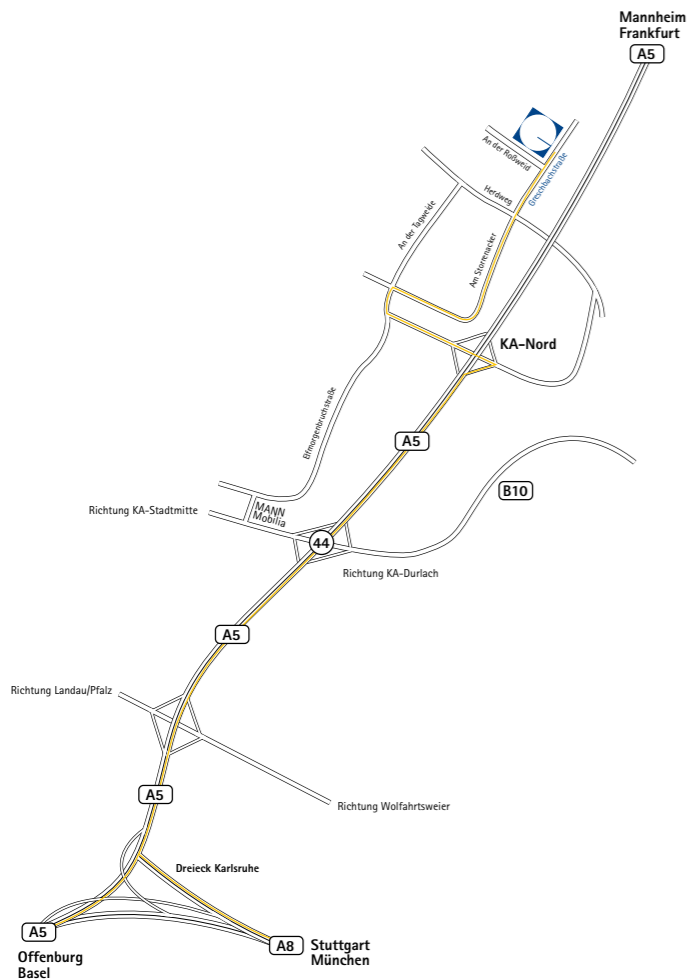 Mannheim
Frankfurt
A5
An der Roßweid
Greschbachstraße
Herdweg
An der Tagweide
Am Storrenacker
KA-Nord
Elfmorgenbruchstraße
A5
B10
MANN
Mobilia
Richtung KA-Stadtmitte
44
Richtung KA-Durlach
A5
Richtung Landau/Pfalz
A5
Richtung Wolfahrtsweier
Dreieck Karlsruhe
A5
Offenburg
Basel
A8
Stuttgart
München